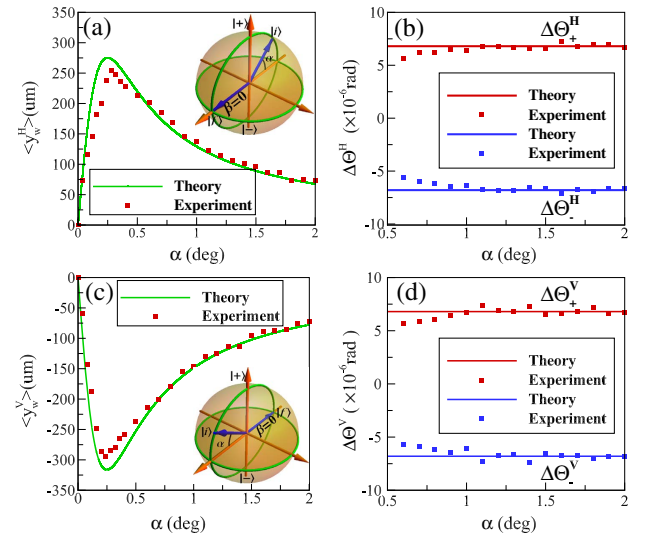 (a)
350
300
250
200
150
100
50
0
<y_w^H>(um)
|+⟩
|i⟩
α
β=0
|f⟩
|−⟩
Theory
Experiment
0
0.5
1
1.5
2
α (deg)
(b)
10
5
0
-5
-10
ΔΘ^H (×10^-6 rad)
ΔΘ_+^H
Theory
Experiment
Theory
Experiment
ΔΘ_-^H
0.5
1
1.5
2
α (deg)
(c)
0
-50
-100
-150
-200
-250
-300
-350
<y_w^V>(um)
Theory
Experiment
|+⟩
|i⟩
|f⟩
β=0
α
|−⟩
0
0.5
1
1.5
2
α (deg)
(d)
10
5
0
-5
-10
ΔΘ^V (×10^-6 rad )
ΔΘ_+^V
Theory
Experiment
Theory
Experiment
ΔΘ_-^V
0.5
1
1.5
2
α (deg)